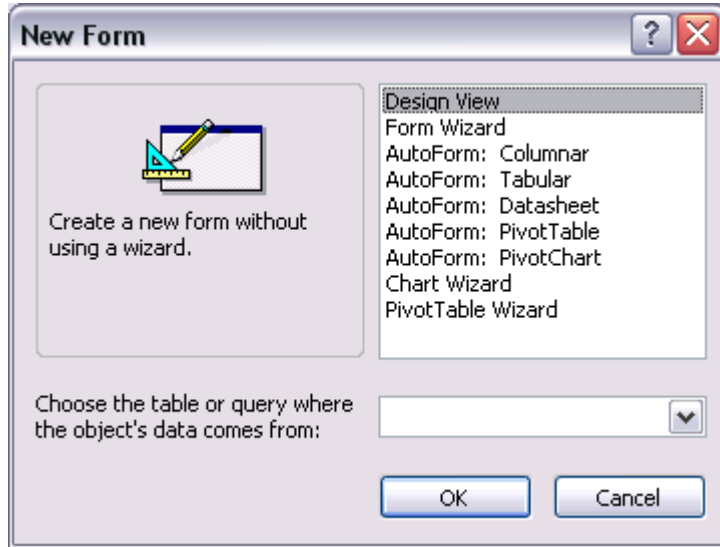 New Form
Create a new form without
using a wizard.
Design View
Form Wizard
AutoForm: Columnar
AutoForm: Tabular
AutoForm: Datasheet
AutoForm: PivotTable
AutoForm: PivotChart
Chart Wizard
PivotTable Wizard
Choose the table or query where
the object's data comes from:
OK
Cancel